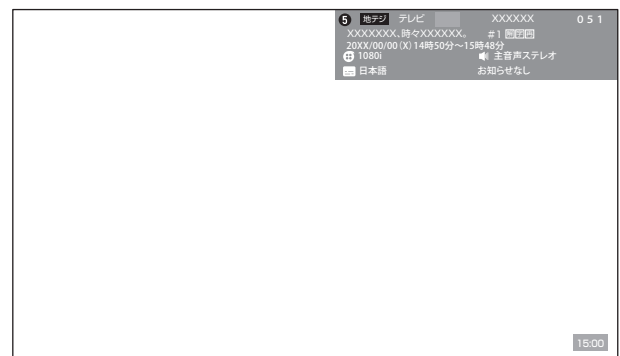 5 地デジ テレビ XXXXXX 051
XXXXXXX、時々XXXXXX。 #1
20XX/00/00(X)14時50分～15時48分
1080i 主音声ステレオ
日本語 お知らせなし
15:00